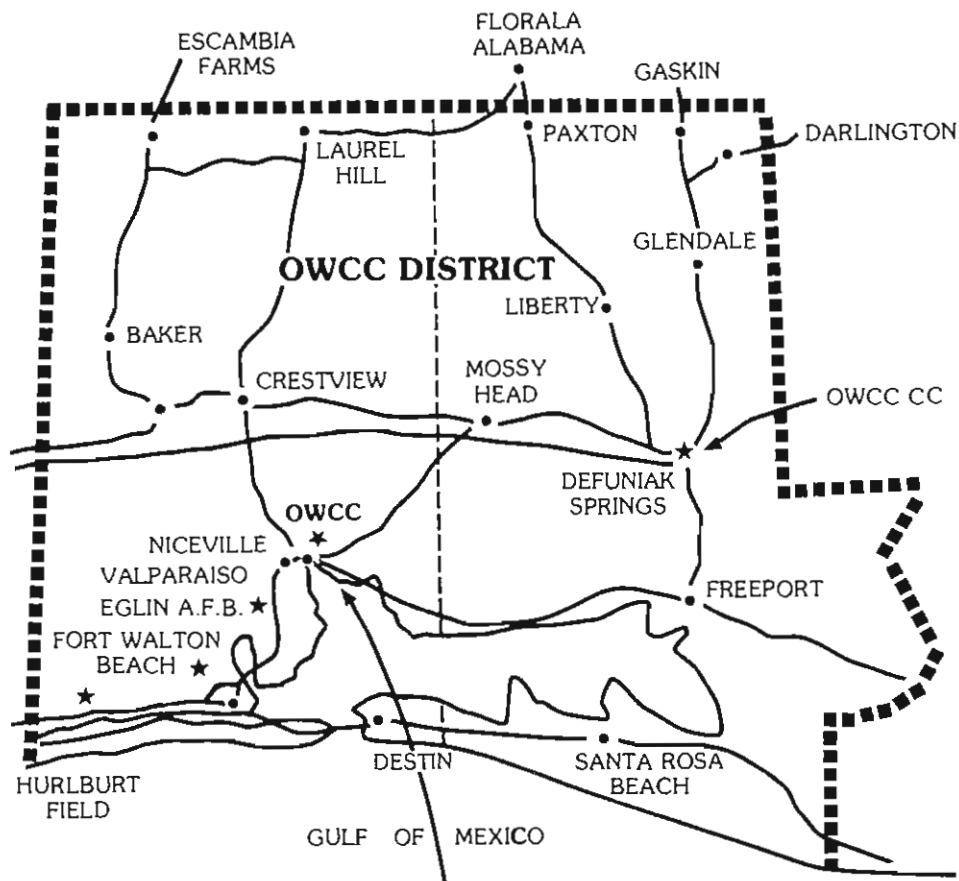 FLORALA
ALABAMA
ESCAMBIA
FARMS
GASKIN
PAXTON
DARLINGTON
LAUREL
HILL
GLENDALE
OWCC DISTRICT
LIBERTY
BAKER
MOSSY
HEAD
CRESTVIEW
OWCC CC
DEFUNIAK
SPRINGS
OWCC
NICEVILLE
VALPARAISO
EGLIN A.F.B.
FREEPORT
FORT WALTON
BEACH
DESTIN
SANTA ROSA
BEACH
HURLBURT
FIELD
GULF OF MEXICO